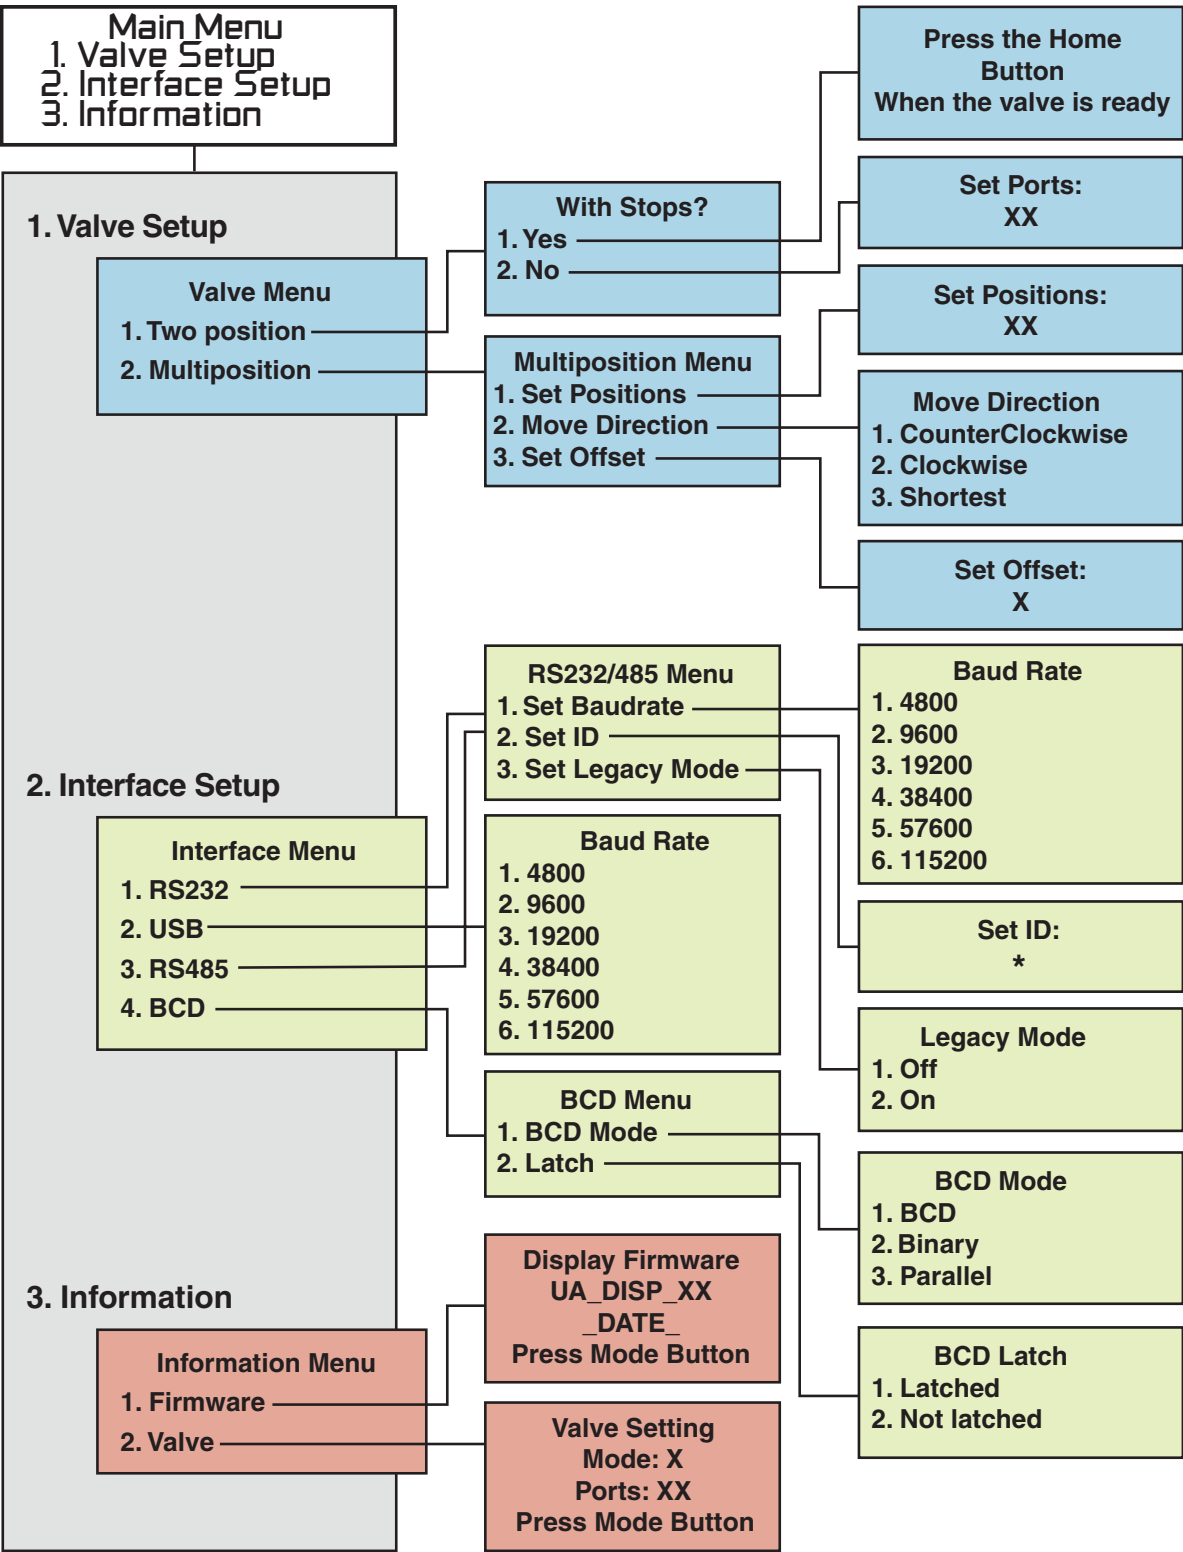 Main Menu
1. Valve Setup
2. Interface Setup
3. Information
1. Valve Setup
Valve Menu
1. Two position
2. Multiposition
With Stops?
1. Yes
2. No
Press the Home
Button
When the valve is ready
Set Ports:
XX
Multiposition Menu
1. Set Positions
2. Move Direction
3. Set Offset
Set Positions:
XX
Move Direction
1. CounterClockwise
2. Clockwise
3. Shortest
Set Offset:
X
2. Interface Setup
Interface Menu
1. RS232
2. USB
3. RS485
4. BCD
RS232/485 Menu
1. Set Baudrate
2. Set ID
3. Set Legacy Mode
Baud Rate
1. 4800
2. 9600
3. 19200
4. 38400
5. 57600
6. 115200
Set ID:
*
Legacy Mode
1. Off
2. On
Baud Rate
1. 4800
2. 9600
3. 19200
4. 38400
5. 57600
6. 115200
BCD Menu
1. BCD Mode
2. Latch
BCD Mode
1. BCD
2. Binary
3. Parallel
BCD Latch
1. Latched
2. Not latched
3. Information
Information Menu
1. Firmware
2. Valve
Display Firmware
UA_DISP_XX
_DATE_
Press Mode Button
Valve Setting
Mode: X
Ports: XX
Press Mode Button